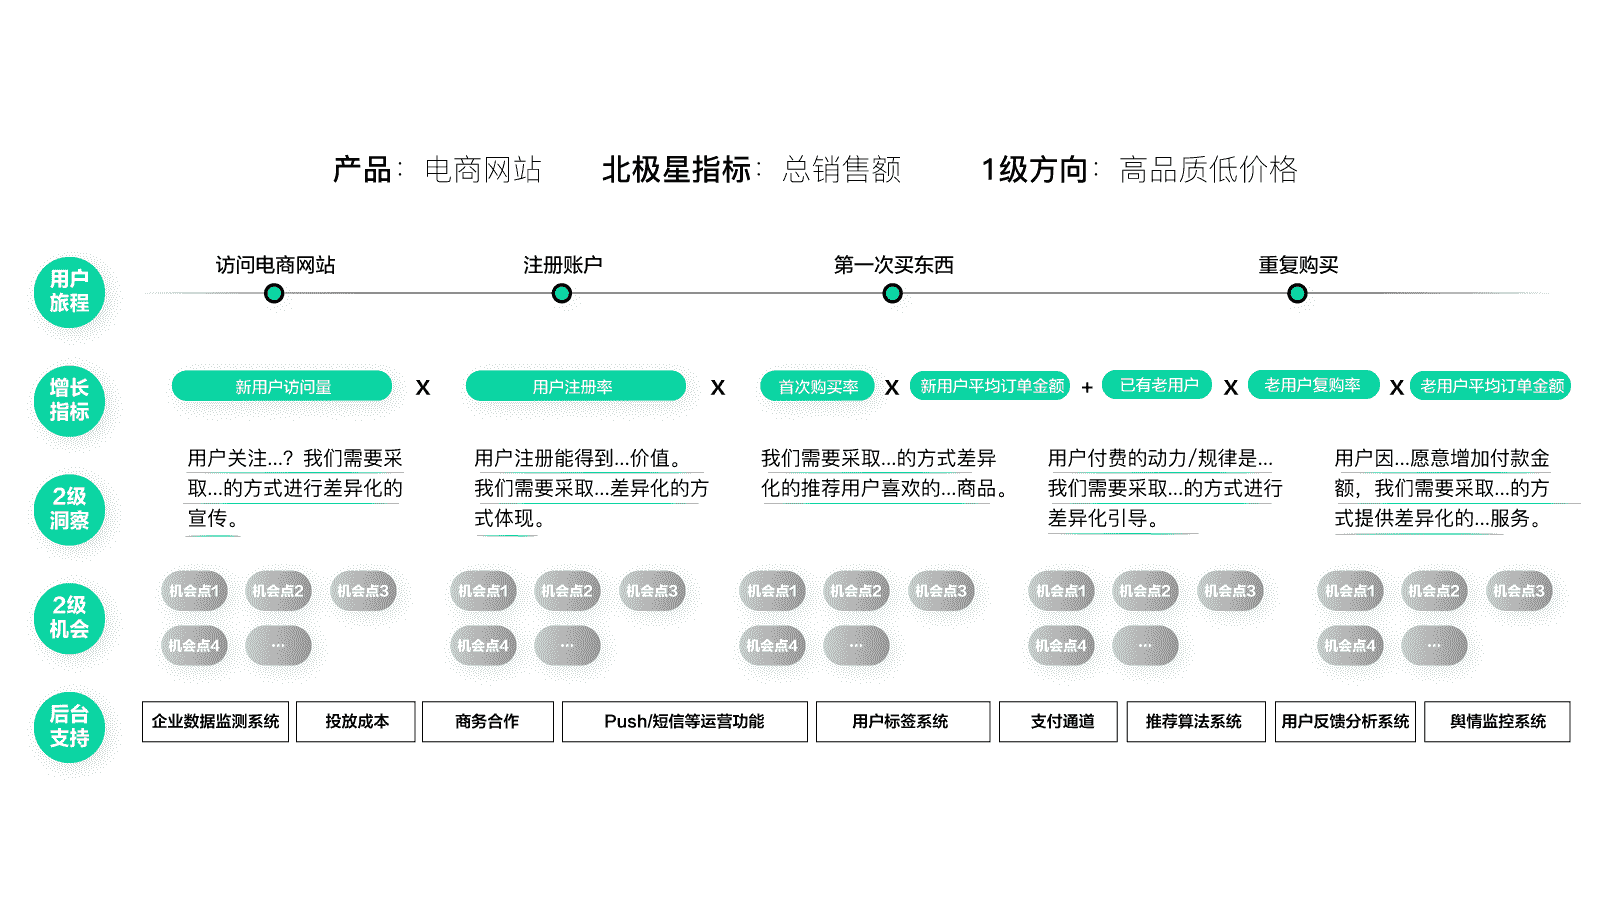 产品：电商网站 北极星指标：总销售额 1级方向：高品质低价格
用户
旅程
访问电商网站 注册账户 第一次买东西 重复购买
增长
指标
新用户访问量 X 用户注册率 X 首次购买率 X 新用户平均订单金额 + 已有老用户 X 老用户复购率 X 老用户平均订单金额
2级
洞察
用户关注...？我们需要采
取...的方式进行差异化的
宣传。
用户注册能得到...价值。
我们需要采取...差异化的方
式体现。
我们需要采取...的方式差异
化的推荐用户喜欢的...商品。
用户付费的动力/规律是...
我们需要采取...的方式进行
差异化引导。
用户因...愿意增加付款金
额，我们需要采取...的方
式提供差异化的...服务。
2级
机会
机会点1 机会点2 机会点3
机会点4 ...
机会点1 机会点2 机会点3
机会点4 ...
机会点1 机会点2 机会点3
机会点4 ...
机会点1 机会点2 机会点3
机会点4 ...
机会点1 机会点2 机会点3
机会点4 ...
后台
支持
企业数据监测系统 投放成本 商务合作 Push/短信等运营功能 用户标签系统 支付通道 推荐算法系统 用户反馈分析系统 舆情监控系统